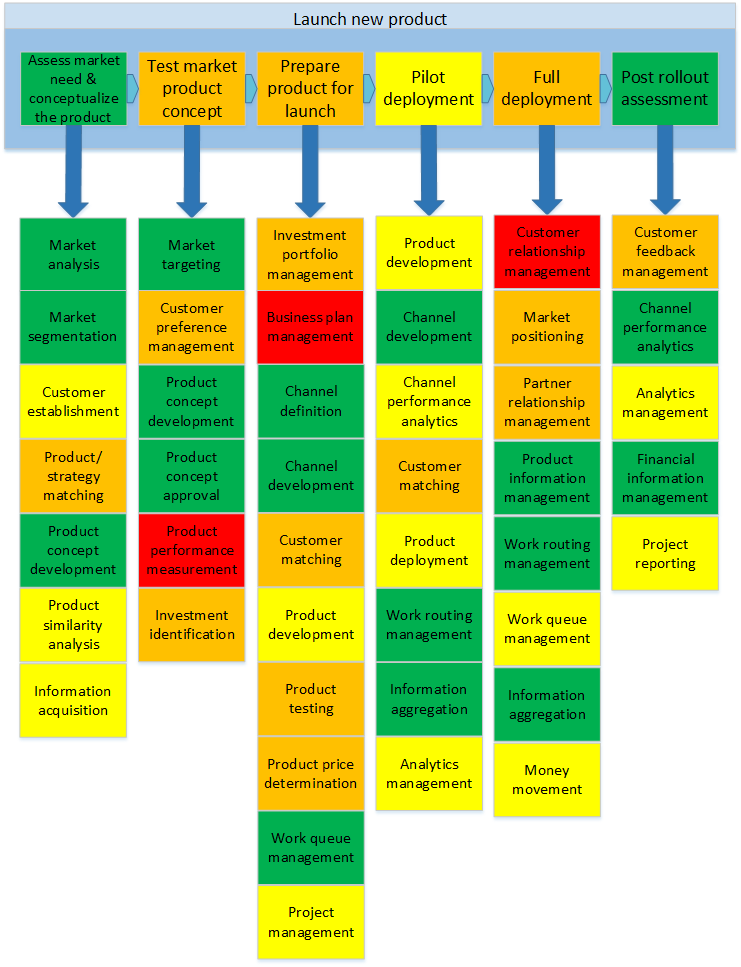 Launch new product
Assess market
need &
conceptualize
the product
Test market
product
concept
Prepare
product for
launch
Pilot
deployment
Full
deployment
Post rollout
assessment
Market
analysis
Market
segmentation
Customer
establishment
Product/
strategy
matching
Product
concept
development
Product
similarity
analysis
Information
acquisition
Market
targeting
Customer
preference
management
Product
concept
development
Product
concept
approval
Product
performance
measurement
Investment
identification
Investment
portfolio
management
Business plan
management
Channel
definition
Channel
development
Customer
matching
Product
development
Product
testing
Product price
determination
Work queue
management
Project
management
Product
development
Channel
development
Channel
performance
analytics
Customer
matching
Product
deployment
Work routing
management
Information
aggregation
Analytics
management
Customer
relationship
management
Market
positioning
Partner
relationship
management
Product
information
management
Work routing
management
Work queue
management
Information
aggregation
Money
movement
Customer
feedback
management
Channel
performance
analytics
Analytics
management
Financial
information
management
Project
reporting